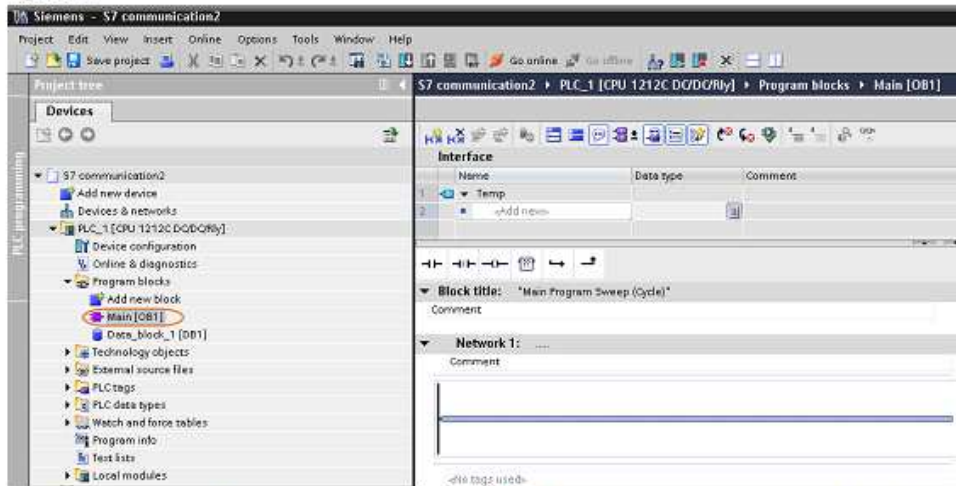 Siemens - S7 communication2
Project Edit View Insert Online Options Tools Window Help
Save project Go online Go offline
Project tree
S7 communication2 PLC_1 [CPU 1212C DC/DC/Rly] Program blocks Main [OB1]
Devices
PLC programming
S7 communication2
Add new device
Devices & networks
PLC_1 [CPU 1212C DC/DC/Rly]
Device configuration
Online & diagnostics
Program blocks
Add new block
Main [OB1]
Data_block_1 [DB1]
Technology objects
External source files
PLC tags
PLC data types
Watch and force tables
Program info
Text lists
Local modules
Interface
Name Data type Comment
1 Temp
2 <Add new>
Block title: "Main Program Sweep (Cycle)"
Comment
Network 1: ....
Comment
<No tags used>